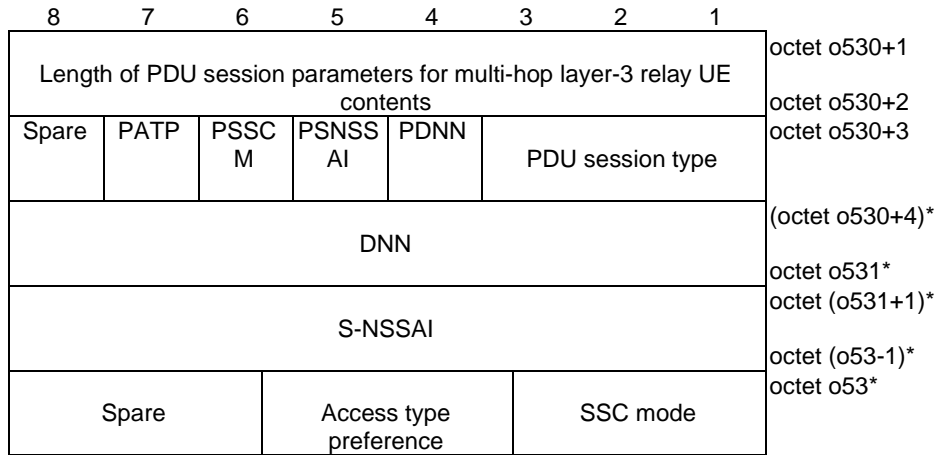 8 7 6 5 4 3 2 1
Length of PDU session parameters for multi-hop layer-3 relay UE
contents
octet o530+1
octet o530+2
Spare PATP PSSC PSNSS PDNN
M AI
PDU session type
octet o530+3
DNN
(octet o530+4)*
octet o531*
S-NSSAI
octet (o531+1)*
octet (o53-1)*
Spare
Access type
preference
SSC mode
octet o53*